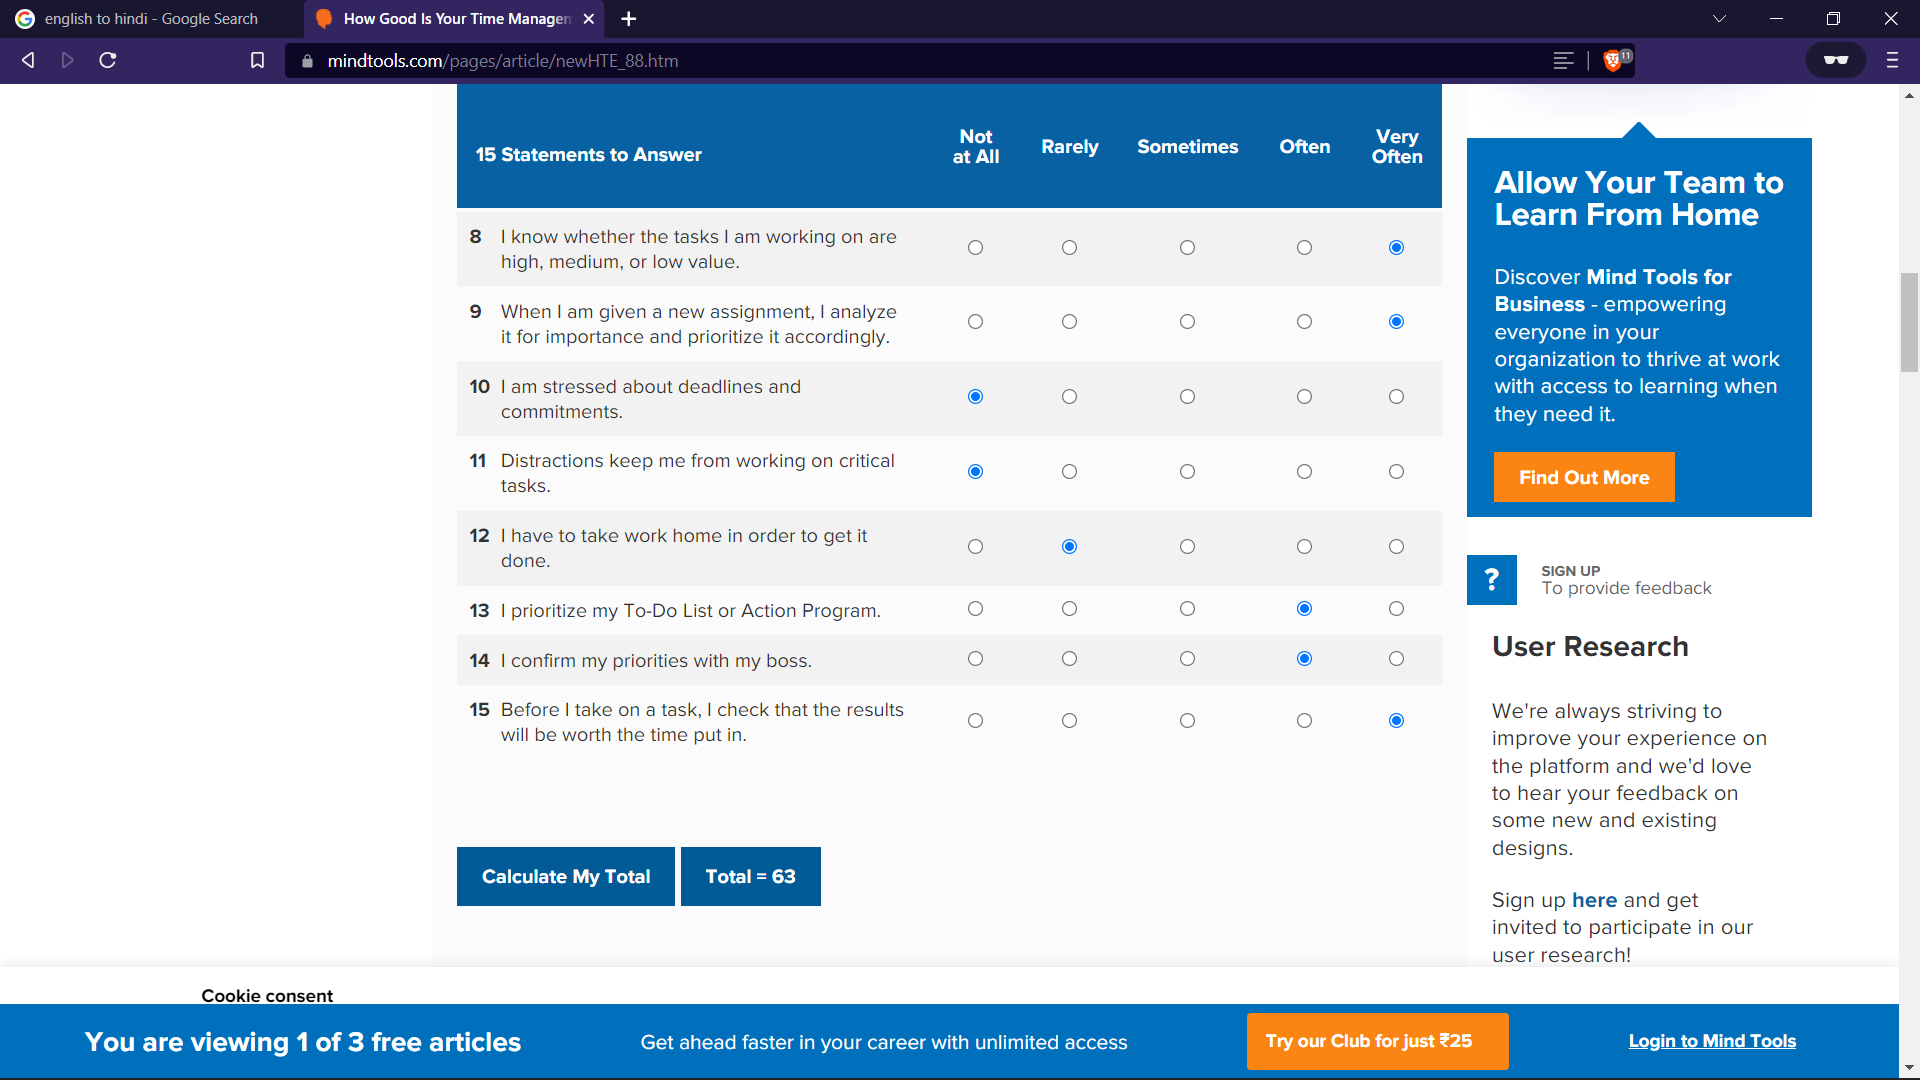 english to hindi - Google Search
How Good Is Your Time Managem
mindtools.com/pages/article/newHTE_88.htm
11
15 Statements to Answer
Not at All
Rarely
Sometimes
Often
Very Often
8 I know whether the tasks I am working on are
high, medium, or low value.
9 When I am given a new assignment, I analyze
it for importance and prioritize it accordingly.
10 I am stressed about deadlines and
commitments.
11 Distractions keep me from working on critical
tasks.
12 I have to take work home in order to get it
done.
13 I prioritize my To-Do List or Action Program.
14 I confirm my priorities with my boss.
15 Before I take on a task, I check that the results
will be worth the time put in.
Calculate My Total
Total = 63
Allow Your Team to
Learn From Home
Discover Mind Tools for
Business - empowering
everyone in your
organization to thrive at work
with access to learning when
they need it.
Find Out More
?
SIGN UP
To provide feedback
User Research
We're always striving to
improve your experience on
the platform and we'd love
to hear your feedback on
some new and existing
designs.
Sign up here and get
invited to participate in our
user research!
Cookie consent
You are viewing 1 of 3 free articles
Get ahead faster in your career with unlimited access
Try our Club for just ₹25
Login to Mind Tools